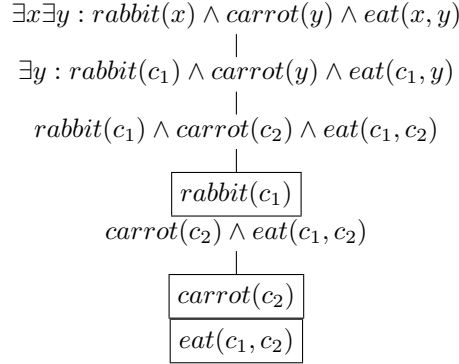 ∃x∃y : rabbit(x) ∧ carrot(y) ∧ eat(x, y)
∃y : rabbit(c₁) ∧ carrot(y) ∧ eat(c₁, y)
rabbit(c₁) ∧ carrot(c₂) ∧ eat(c₁, c₂)
rabbit(c₁)
carrot(c₂) ∧ eat(c₁, c₂)
carrot(c₂)
eat(c₁, c₂)